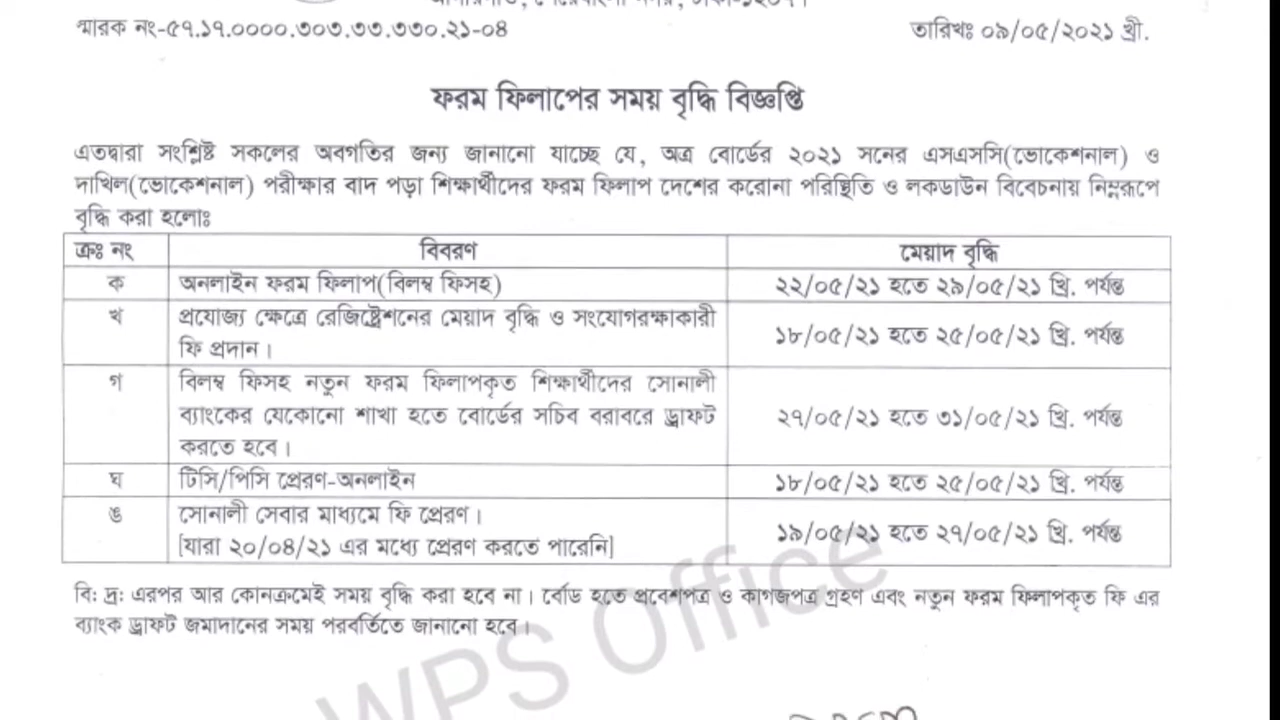 স্মারক নং-৫৭.১৭.০০০০.৩০৩.৩৩.৩৩০.২১-০৪ তারিখঃ ০৯/০৫/২০২১ খ্রী.
ফরম ফিলাপের সময় বৃদ্ধি বিজ্ঞপ্তি
এতদ্বারা সংশ্লিষ্ট সকলের অবগতির জন্য জানানো যাচ্ছে যে, অত্র বোর্ডের ২০২১ সনের এসএসসি(ভোকেশনাল) ও
দাখিল(ভোকেশনাল) পরীক্ষার বাদ পড়া শিক্ষার্থীদের ফরম ফিলাপ দেশের করোনা পরিস্থিতি ও লকডাউন বিবেচনায় নিম্নরূপে
বৃদ্ধি করা হলোঃ
ক্রঃ নং বিবরণ মেয়াদ বৃদ্ধি
ক অনলাইন ফরম ফিলাপ(বিলম্ব ফিসহ) ২২/০৫/২১ হতে ২৯/০৫/২১ খ্রি. পর্যন্ত
খ প্রযোজ্য ক্ষেত্রে রেজিষ্ট্রেশনের মেয়াদ বৃদ্ধি ও সংযোগরক্ষাকারী
ফি প্রদান। ১৮/০৫/২১ হতে ২৫/০৫/২১ খ্রি. পর্যন্ত
গ বিলম্ব ফিসহ নতুন ফরম ফিলাপকৃত শিক্ষার্থীদের সোনালী
ব্যাংকের যেকোনো শাখা হতে বোর্ডের সচিব বরাবরে ড্রাফট ২৭/০৫/২১ হতে ৩১/০৫/২১ খ্রি. পর্যন্ত
করতে হবে।
ঘ টিসি/পিসি প্রেরণ-অনলাইন ১৮/০৫/২১ হতে ২৫/০৫/২১ খ্রি. পর্যন্ত
ঙ সোনালী সেবার মাধ্যমে ফি প্রেরণ।
[যারা ২০/০৪/২১ এর মধ্যে প্রেরণ করতে পারেনি] ১৯/০৫/২১ হতে ২৭/০৫/২১ খ্রি. পর্যন্ত
বি: দ্র: এরপর আর কোনক্রমেই সময় বৃদ্ধি করা হবে না। বোর্ড হতে প্রবেশপত্র ও কাগজপত্র গ্রহণ এবং নতুন ফরম ফিলাপকৃত ফি এর
ব্যাংক ড্রাফট জমাদানের সময় পরবর্তিতে জানানো হবে।
WPS Office